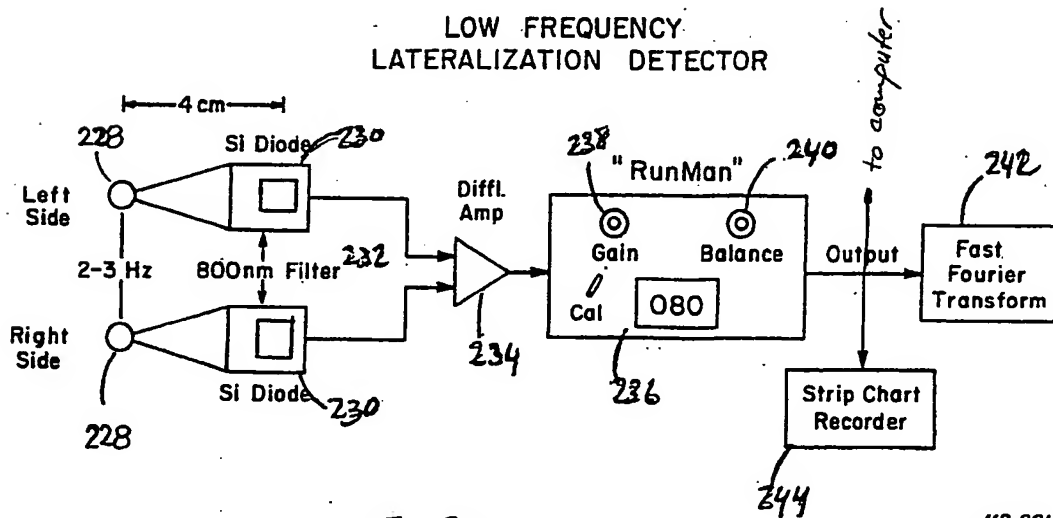 LOW FREQUENCY
LATERALIZATION DETECTOR
to computer
4 cm
228
Si Diode
230
Left
Side
2-3 Hz
800nm Filter
232
Right
Side
228
Si Diode
230
Diffl.
Amp
234
"RunMan"
238
240
Gain
Balance
Cal
080
236
Output
242
Fast
Fourier
Transform
Strip Chart
Recorder
244